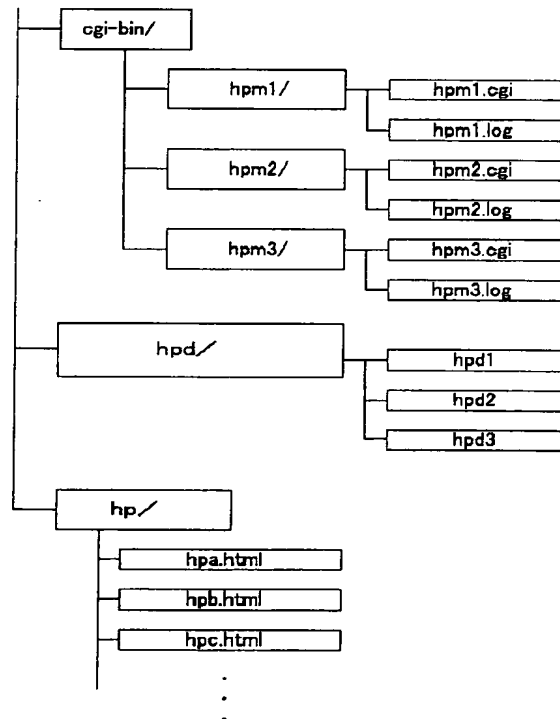 cgi-bin/
hpm1/
hpm1.cgi
hpm1.log
hpm2/
hpm2.cgi
hpm2.log
hpm3/
hpm3.cgi
hpm3.log
hpd/
hpd1
hpd2
hpd3
hp/
hpa.html
hpb.html
hpc.html